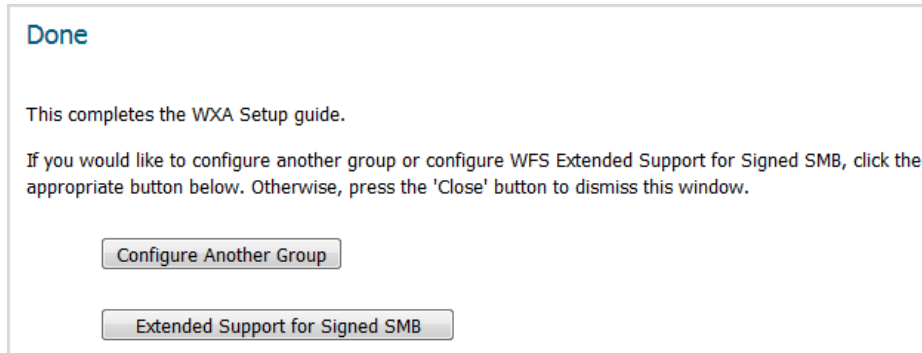 Done
This completes the WXA Setup guide.
If you would like to configure another group or configure WFS Extended Support for Signed SMB, click the
appropriate button below. Otherwise, press the 'Close' button to dismiss this window.
Configure Another Group
Extended Support for Signed SMB